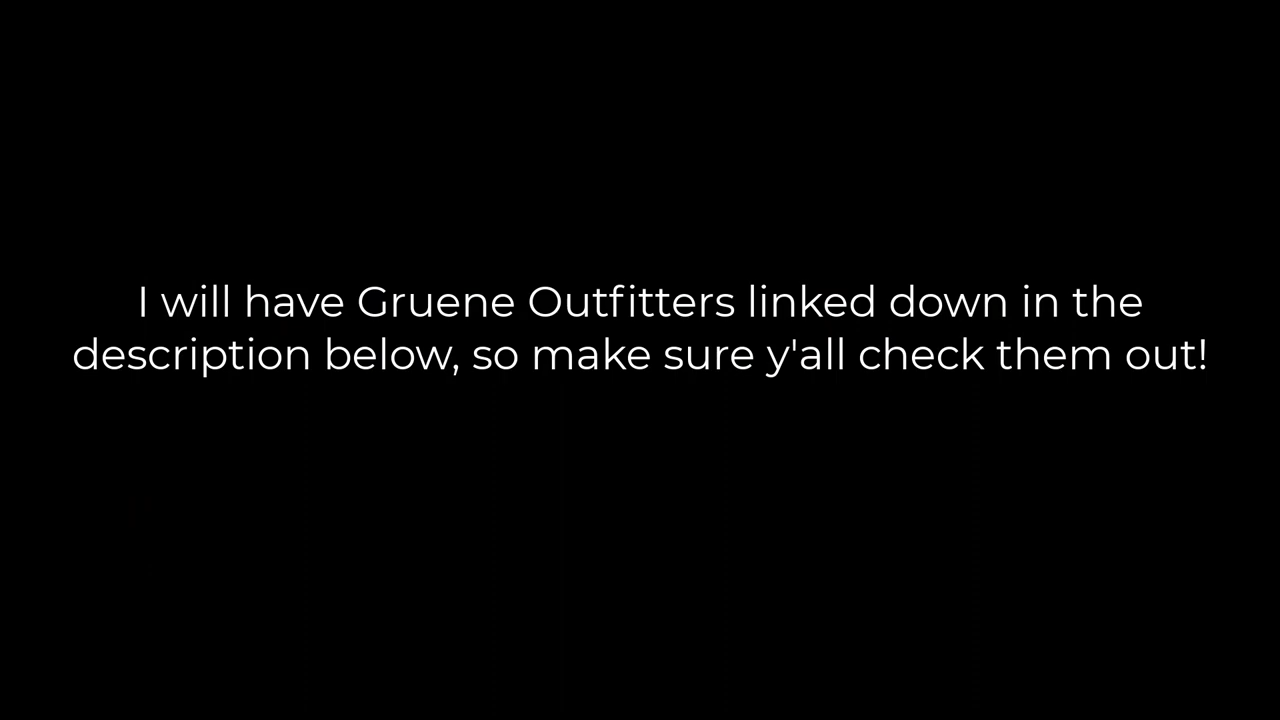 I will have Gruene Outfitters linked down in the
description below, so make sure y'all check them out!